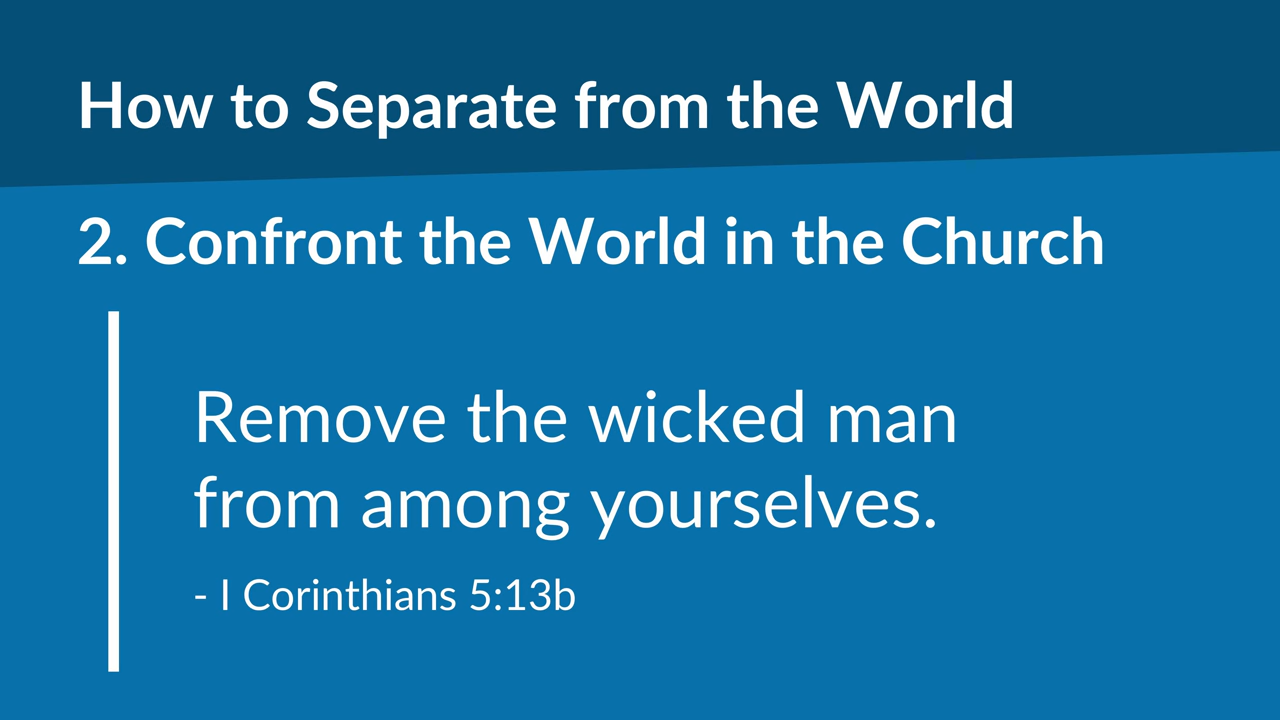 How to Separate from the World
2. Confront the World in the Church
Remove the wicked man
from among yourselves.
- I Corinthians 5:13b